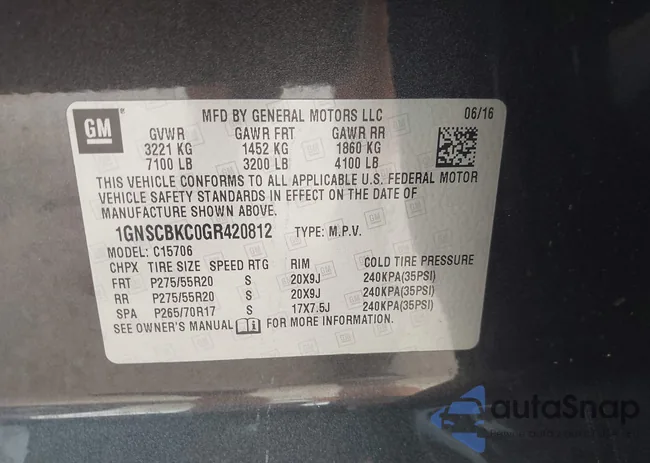 MFD BY GENERAL MOTORS LLC 06/16
GM
GVWR GAWR FRT GAWR RR
3221 KG 1452 KG 1860 KG
7100 LB 3200 LB 4100 LB
THIS VEHICLE CONFORMS TO ALL APPLICABLE U.S. FEDERAL MOTOR
VEHICLE SAFETY STANDARDS IN EFFECT ON THE DATE OF
MANUFACTURE SHOWN ABOVE.
1GNSCBKC0GR420812 TYPE: M.P.V.
MODEL: C15706
CHPX TIRE SIZE SPEED RTG RIM COLD TIRE PRESSURE
FRT P275/55R20 S 20X9J 240KPA(35PSI)
RR P275/55R20 S 20X9J 240KPA(35PSI)
SPA P265/70R17 S 17X7.5J 240KPA(35PSI)
SEE OWNER'S MANUAL FOR MORE INFORMATION.
autaSnap